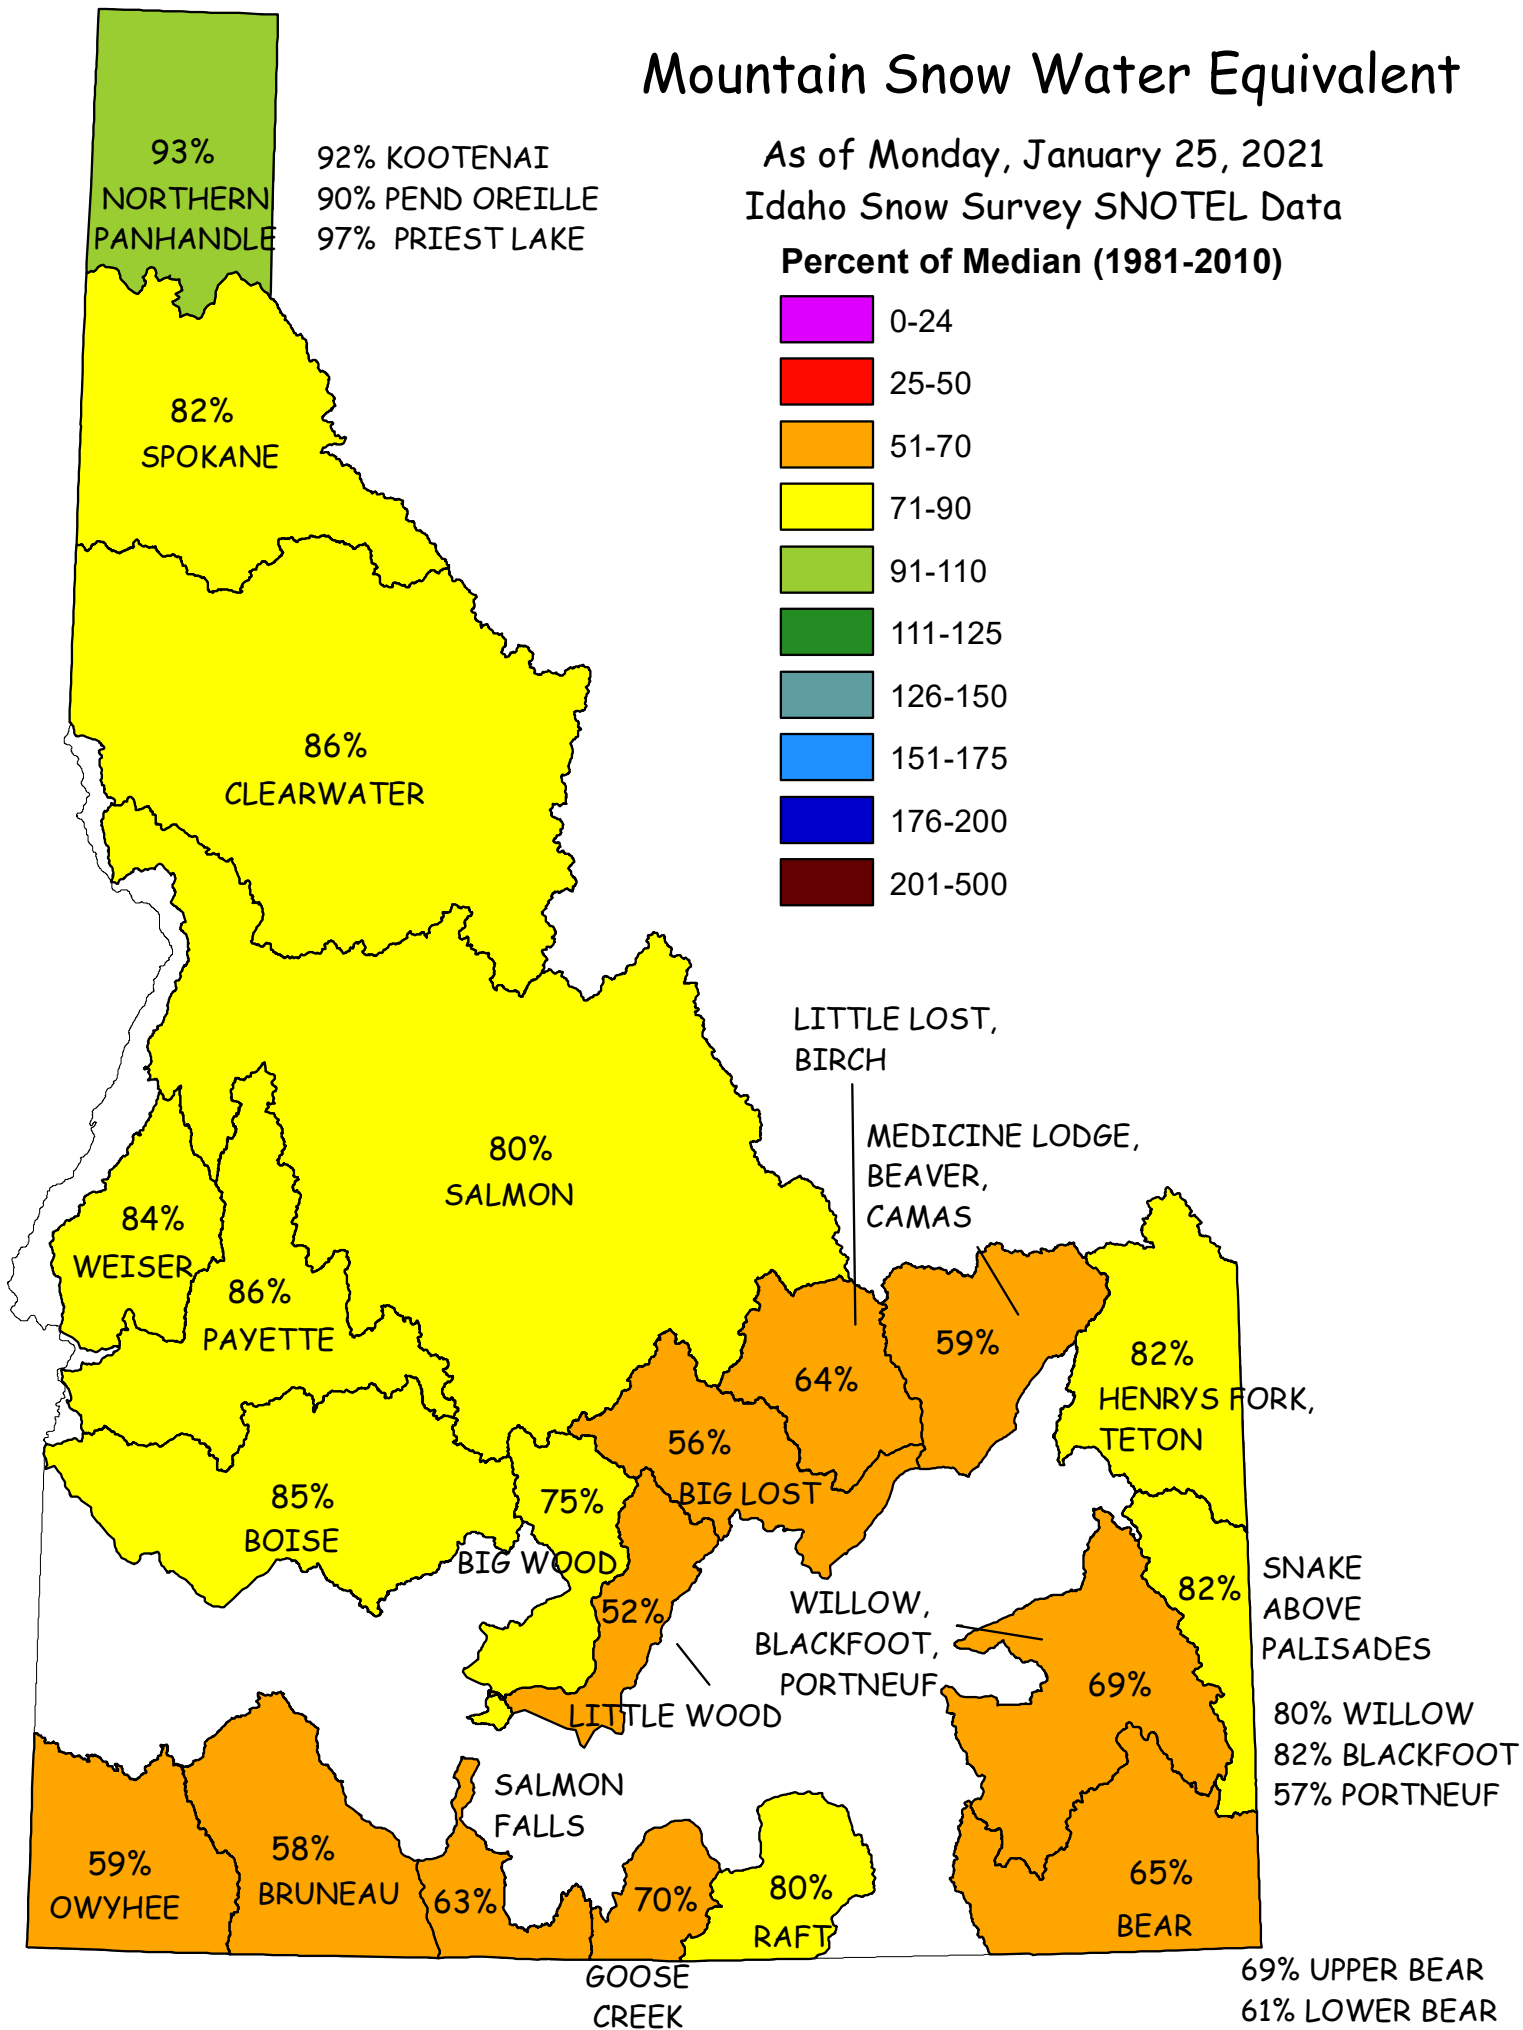 Mountain Snow Water Equivalent
As of Monday, January 25, 2021
Idaho Snow Survey SNOTEL Data
Percent of Median (1981-2010)
0-24
25-50
51-70
71-90
91-110
111-125
126-150
151-175
176-200
201-500
93%
NORTHERN
PANHANDLE
92% KOOTENAI
90% PEND OREILLE
97% PRIEST LAKE
82%
SPOKANE
86%
CLEARWATER
80%
SALMON
84%
WEISER
86%
PAYETTE
85%
BOISE
75%
BIG WOOD
52%
LITTLE WOOD
56%
BIG LOST
LITTLE LOST,
BIRCH
64%
MEDICINE LODGE,
BEAVER,
CAMAS
59%
82%
HENRYS FORK,
TETON
82%
SNAKE
ABOVE
PALISADES
WILLOW,
BLACKFOOT,
PORTNEUF
69%
80% WILLOW
82% BLACKFOOT
57% PORTNEUF
59%
OWYHEE
58%
BRUNEAU
SALMON
FALLS
63%
70%
GOOSE
CREEK
80%
RAFT
65%
BEAR
69% UPPER BEAR
61% LOWER BEAR